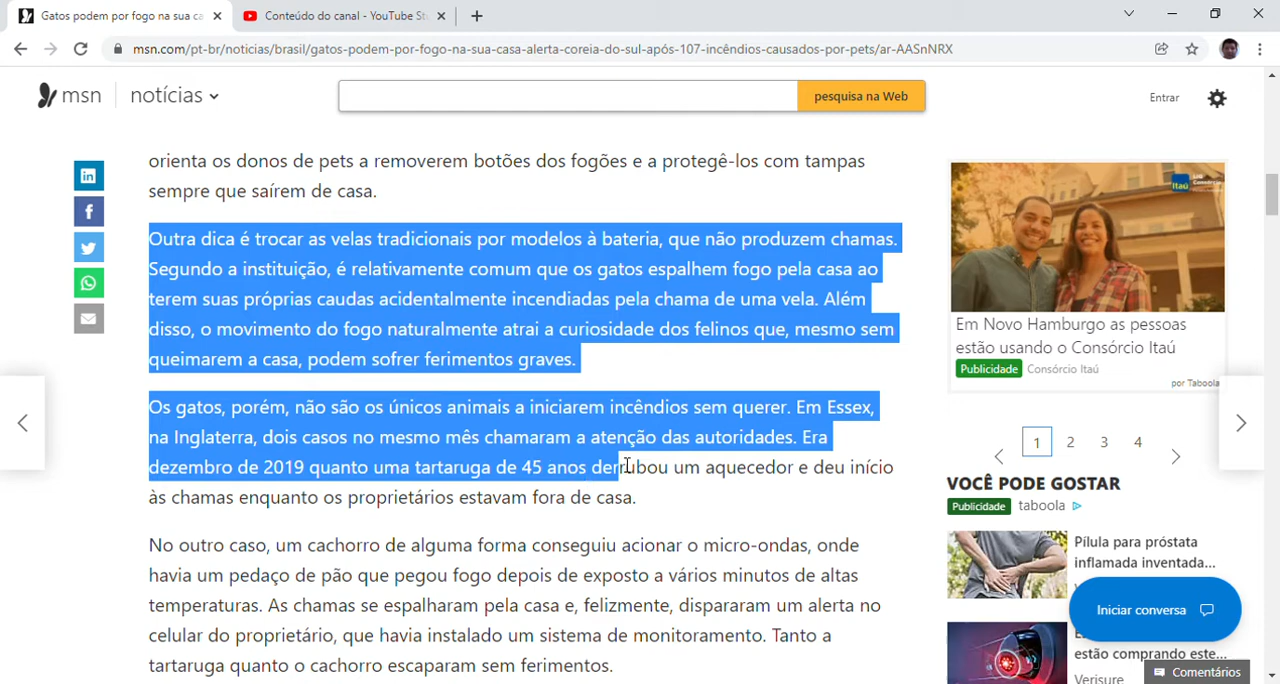 Gatos podem por fogo na sua ca
Conteúdo do canal - YouTube St
msn.com/pt-br/noticias/brasil/gatos-podem-por-fogo-na-sua-casa-alerta-coreia-do-sul-após-107-incêndios-causados-por-pets/ar-AASnNRX
msn
notícias
pesquisa na Web
Entrar
orienta os donos de pets a removerem botões dos fogões e a protegê-los com tampas
sempre que saírem de casa.
Outra dica é trocar as velas tradicionais por modelos à bateria, que não produzem chamas.
Segundo a instituição, é relativamente comum que os gatos espalhem fogo pela casa ao
terem suas próprias caudas acidentalmente incendiadas pela chama de uma vela. Além
disso, o movimento do fogo naturalmente atrai a curiosidade dos felinos que, mesmo sem
queimarem a casa, podem sofrer ferimentos graves.
Os gatos, porém, não são os únicos animais a iniciarem incêndios sem querer. Em Essex,
na Inglaterra, dois casos no mesmo mês chamaram a atenção das autoridades. Era
dezembro de 2019 quanto uma tartaruga de 45 anos derrubou um aquecedor e deu início
às chamas enquanto os proprietários estavam fora de casa.
No outro caso, um cachorro de alguma forma conseguiu acionar o micro-ondas, onde
havia um pedaço de pão que pegou fogo depois de exposto a vários minutos de altas
temperaturas. As chamas se espalharam pela casa e, felizmente, dispararam um alerta no
celular do proprietário, que havia instalado um sistema de monitoramento. Tanto a
tartaruga quanto o cachorro escaparam sem ferimentos.
Itaú
Em Novo Hamburgo as pessoas
estão usando o Consórcio Itaú
Publicidade Consórcio Itaú
por Taboola
1 2 3 4
VOCÊ PODE GOSTAR
Publicidade taboola
Pílula para próstata
inflamada inventada...
Iniciar conversa
estão comprando este...
Verisure
Comentários